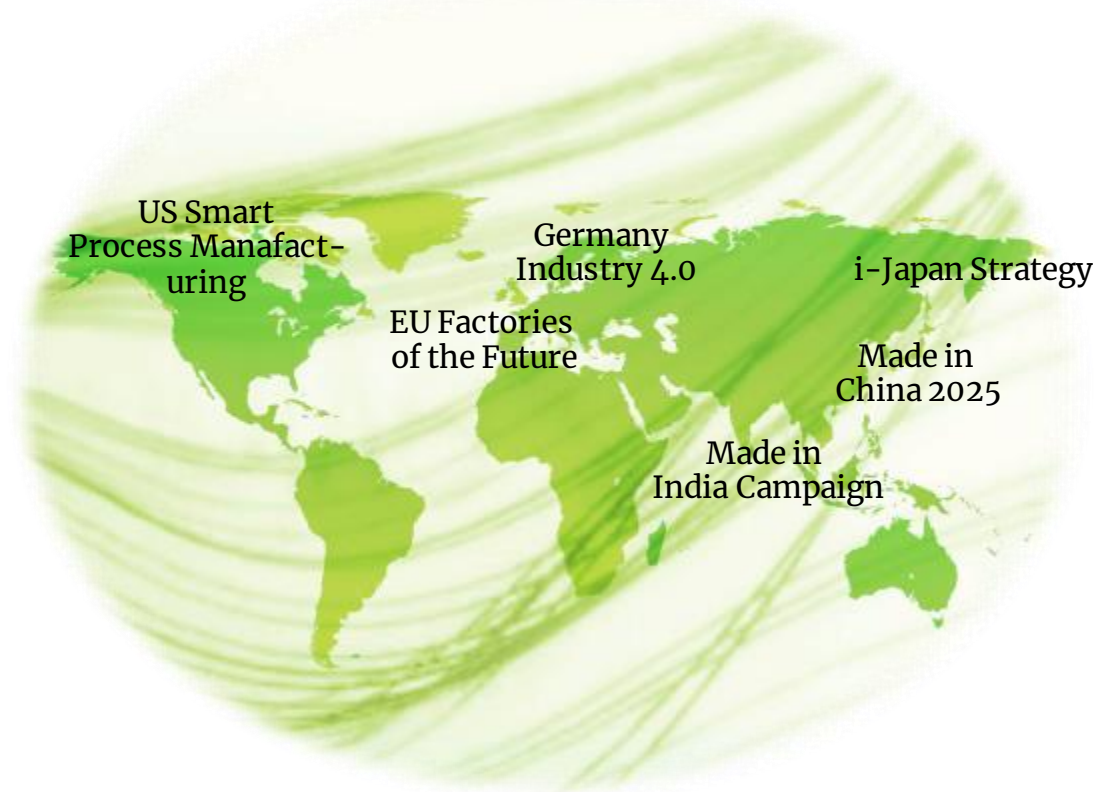 US Smart
Process Manafact-
uring
Germany
Industry 4.0
i-Japan Strategy
EU Factories
of the Future
Made in
China 2025
Made in
India Campaign